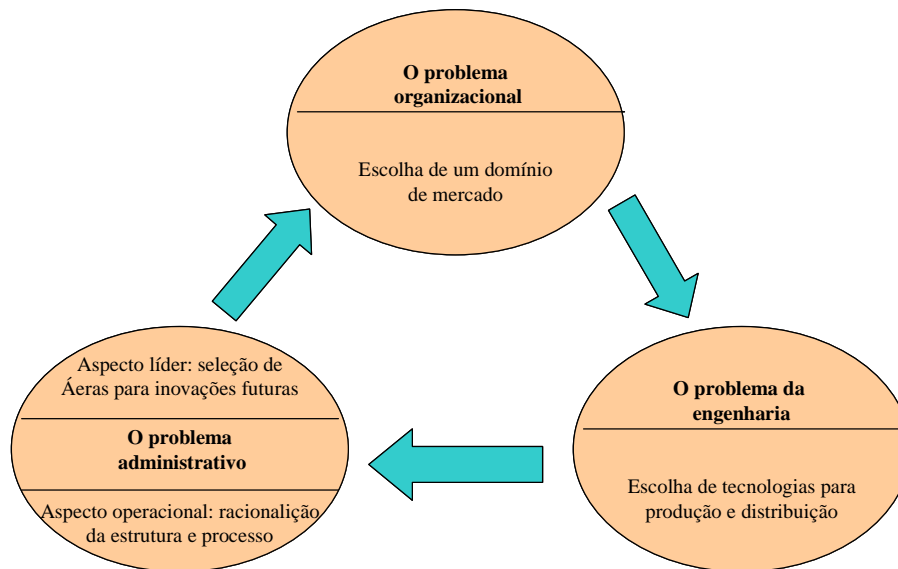 O problema
organizacional
Escolha de um domínio
de mercado
Aspecto líder: seleção de
Áeras para inovações futuras
O problema
administrativo
Aspecto operacional: racionalição
da estrutura e processo
O problema da
engenharia
Escolha de tecnologias para
produção e distribuição